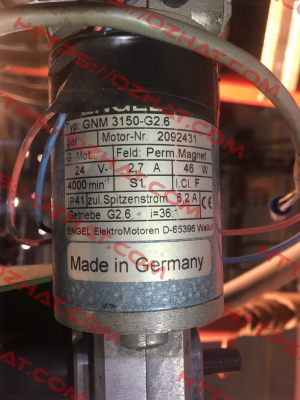 ENGEL
Typ: GNM 3150-G2.6
Ser Motor-Nr. 2092431
G.-Mot. Feld: Perm.Magnet
24 V- 2,7 A 46 W
4000 min⁻¹ S1 I.Cl. F
IP41 zul.Spitzenstrom 6,2 A
Getriebe G2.6 i=36:1
ENGEL ElektroMotoren D-65396 Walluf
Made in Germany
HTTPS://OZHAT.COM